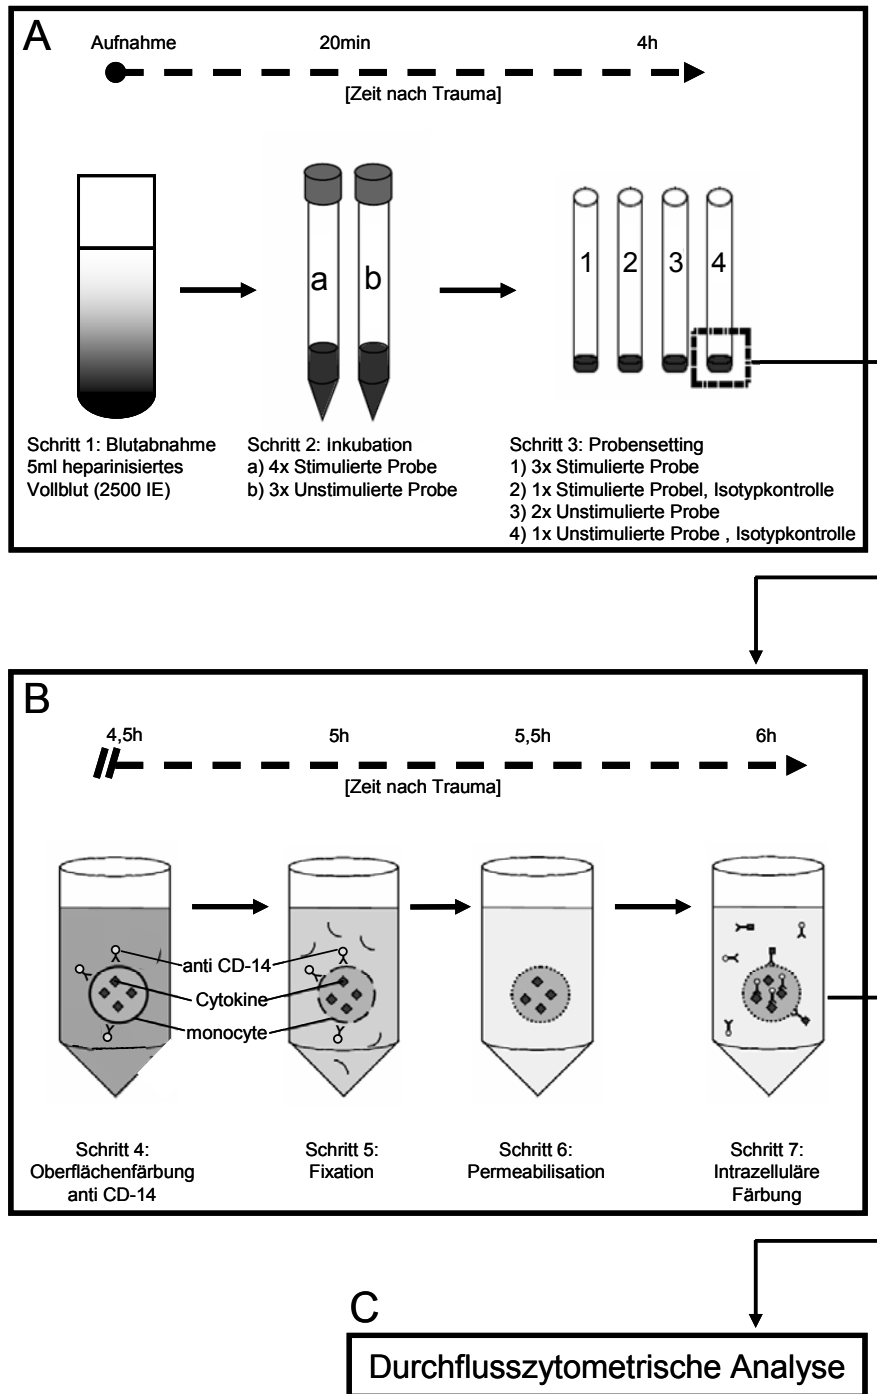 A
Aufnahme 20min 4h
[Zeit nach Trauma]
a b
1 2 3 4
Schritt 1: Blutabnahme
5ml heparinisiertes
Vollblut (2500 IE)
Schritt 2: Inkubation
a) 4x Stimulierte Probe
b) 3x Unstimulierte Probe
Schritt 3: Probensetting
1) 3x Stimulierte Probe
2) 1x Stimulierte Probel, Isotypkontrolle
3) 2x Unstimulierte Probe
4) 1x Unstimulierte Probe , Isotypkontrolle
B
4,5h 5h 5,5h 6h
[Zeit nach Trauma]
anti CD-14
Cytokine
monocyte
Schritt 4:
Oberflächenfärbung
anti CD-14
Schritt 5:
Fixation
Schritt 6:
Permeabilisation
Schritt 7:
Intrazelluläre
Färbung
C
Durchflusszytometrische Analyse